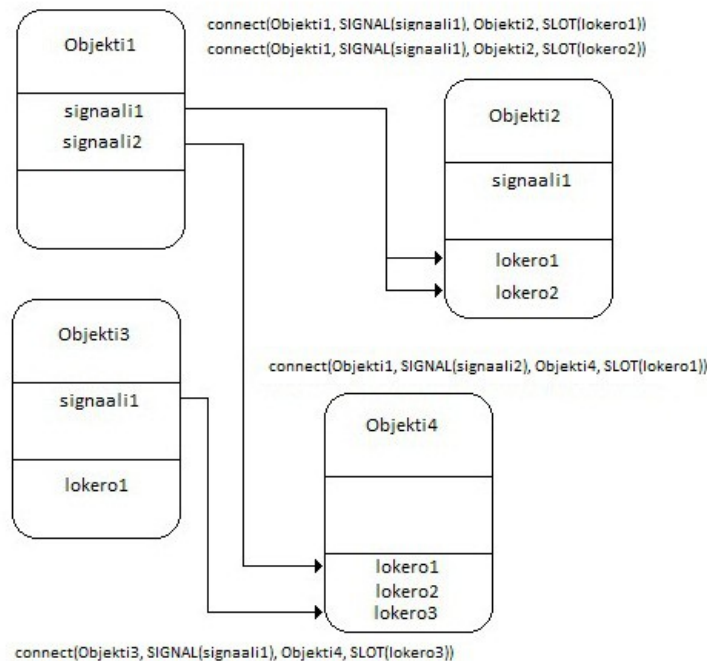 connect(Objekti1, SIGNAL(signaali1), Objekti2, SLOT(lokero1))
connect(Objekti1, SIGNAL(signaali1), Objekti2, SLOT(lokero2))
Objekti1
signaali1
signaali2
Objekti2
signaali1
lokero1
lokero2
Objekti3
signaali1
lokero1
connect(Objekti1, SIGNAL(signaali2), Objekti4, SLOT(lokero1))
Objekti4
lokero1
lokero2
lokero3
connect(Objekti3, SIGNAL(signaali1), Objekti4, SLOT(lokero3))